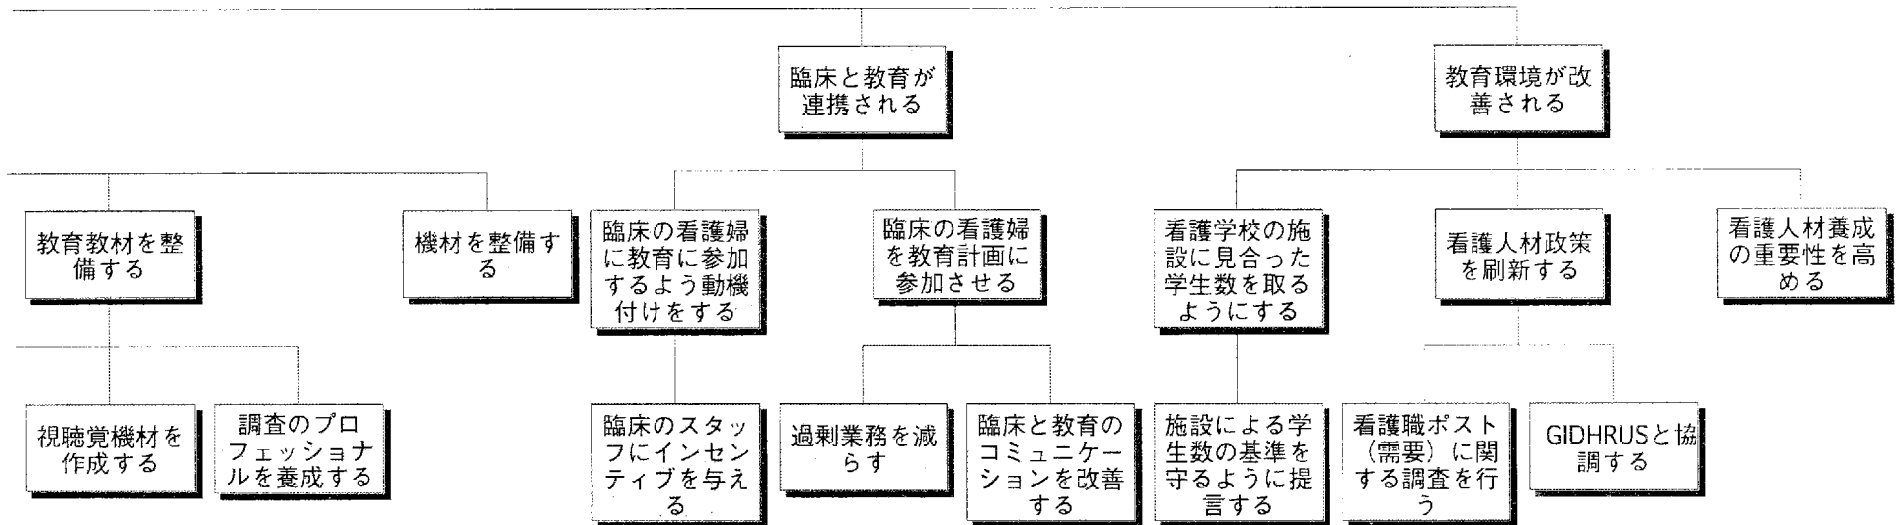 臨床と教育が
連携される
教育環境が改
善される
教育教材を整
備する
機材を整備す
る
臨床の看護婦
に教育に参加
するよう動機
付けをする
臨床の看護婦
を教育計画に
参加させる
看護学校の施
設に見合った
学生数を取る
ようにする
看護人材政策
を刷新する
看護人材養成
の重要性を高
める
視聴覚機材を
作成する
調査のプロ
フェッショナ
ルを養成する
臨床のスタッ
フにインセン
ティブを与え
る
過剰業務を減
らす
臨床と教育の
コミュニケー
ションを改善
する
施設による学
生数の基準を
守るように提
言する
看護職ポスト
（需要）に関
する調査を行
う
GIDHRUSと協
調する